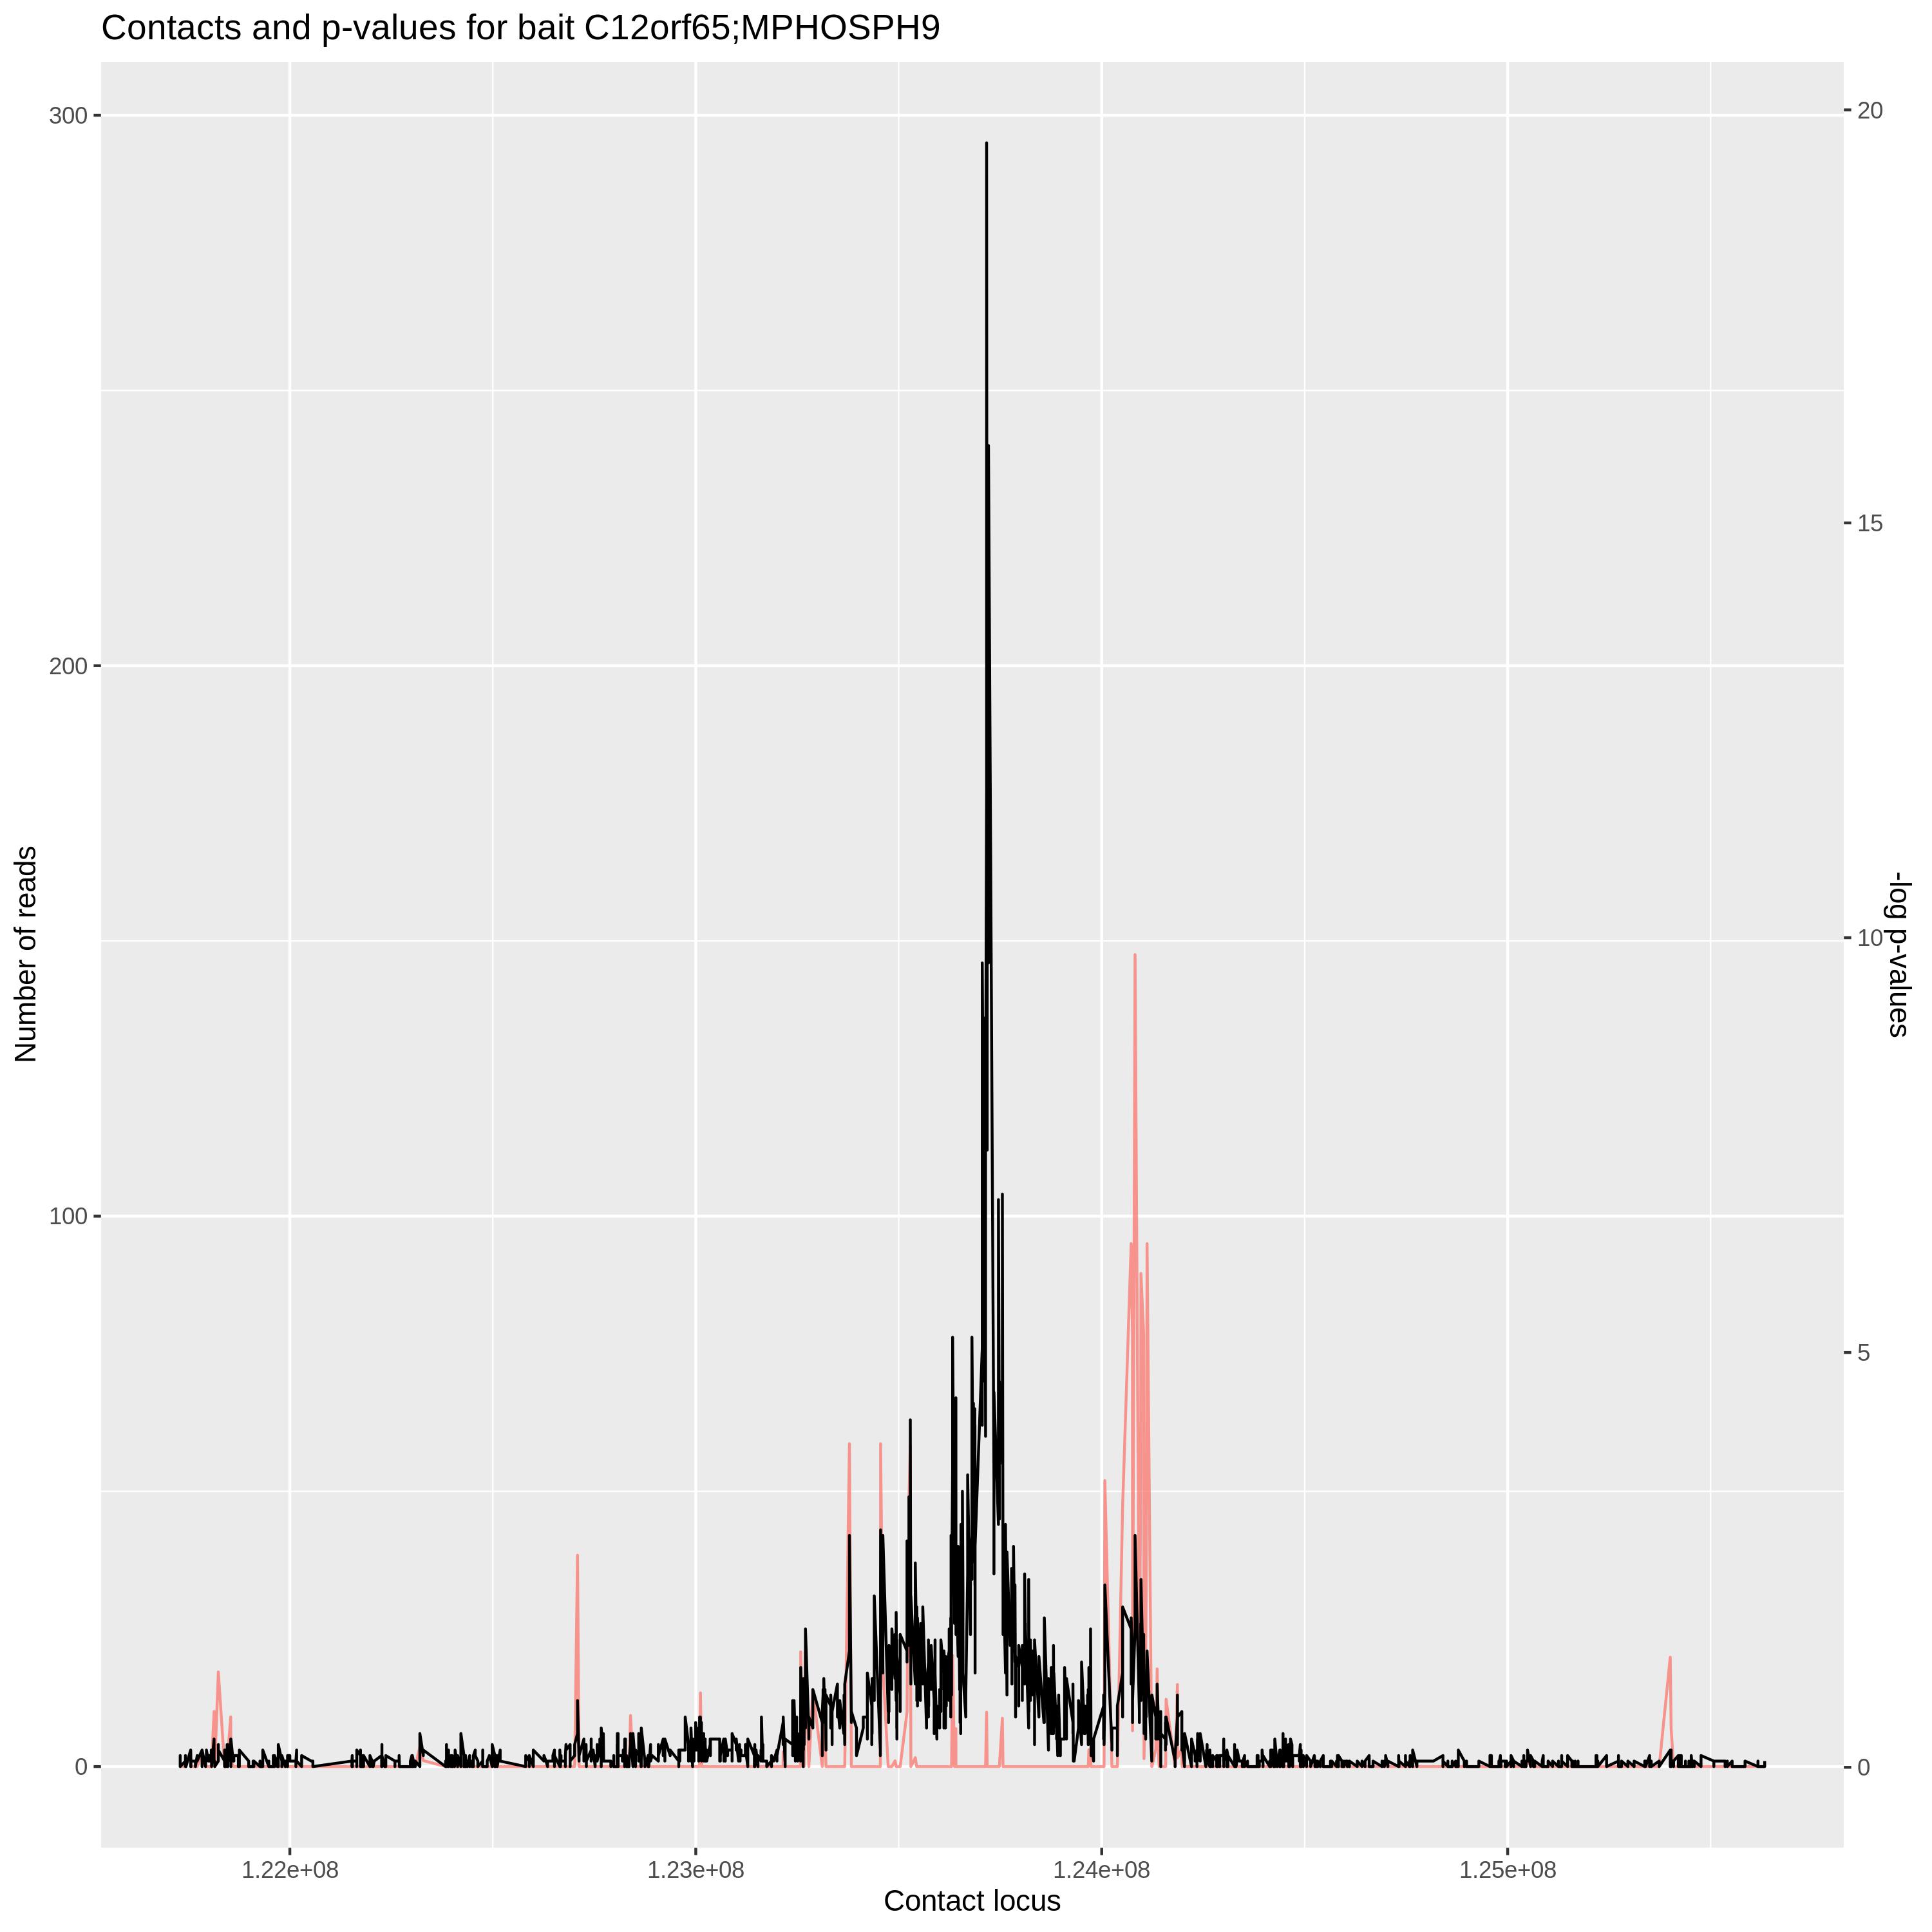 Contacts and p-values for bait C12orf65;MPHOSPH9
300
200
100
0
Number of reads
20
15
10
5
0
-log p-values
1.22e+08
1.23e+08
1.24e+08
1.25e+08
Contact locus